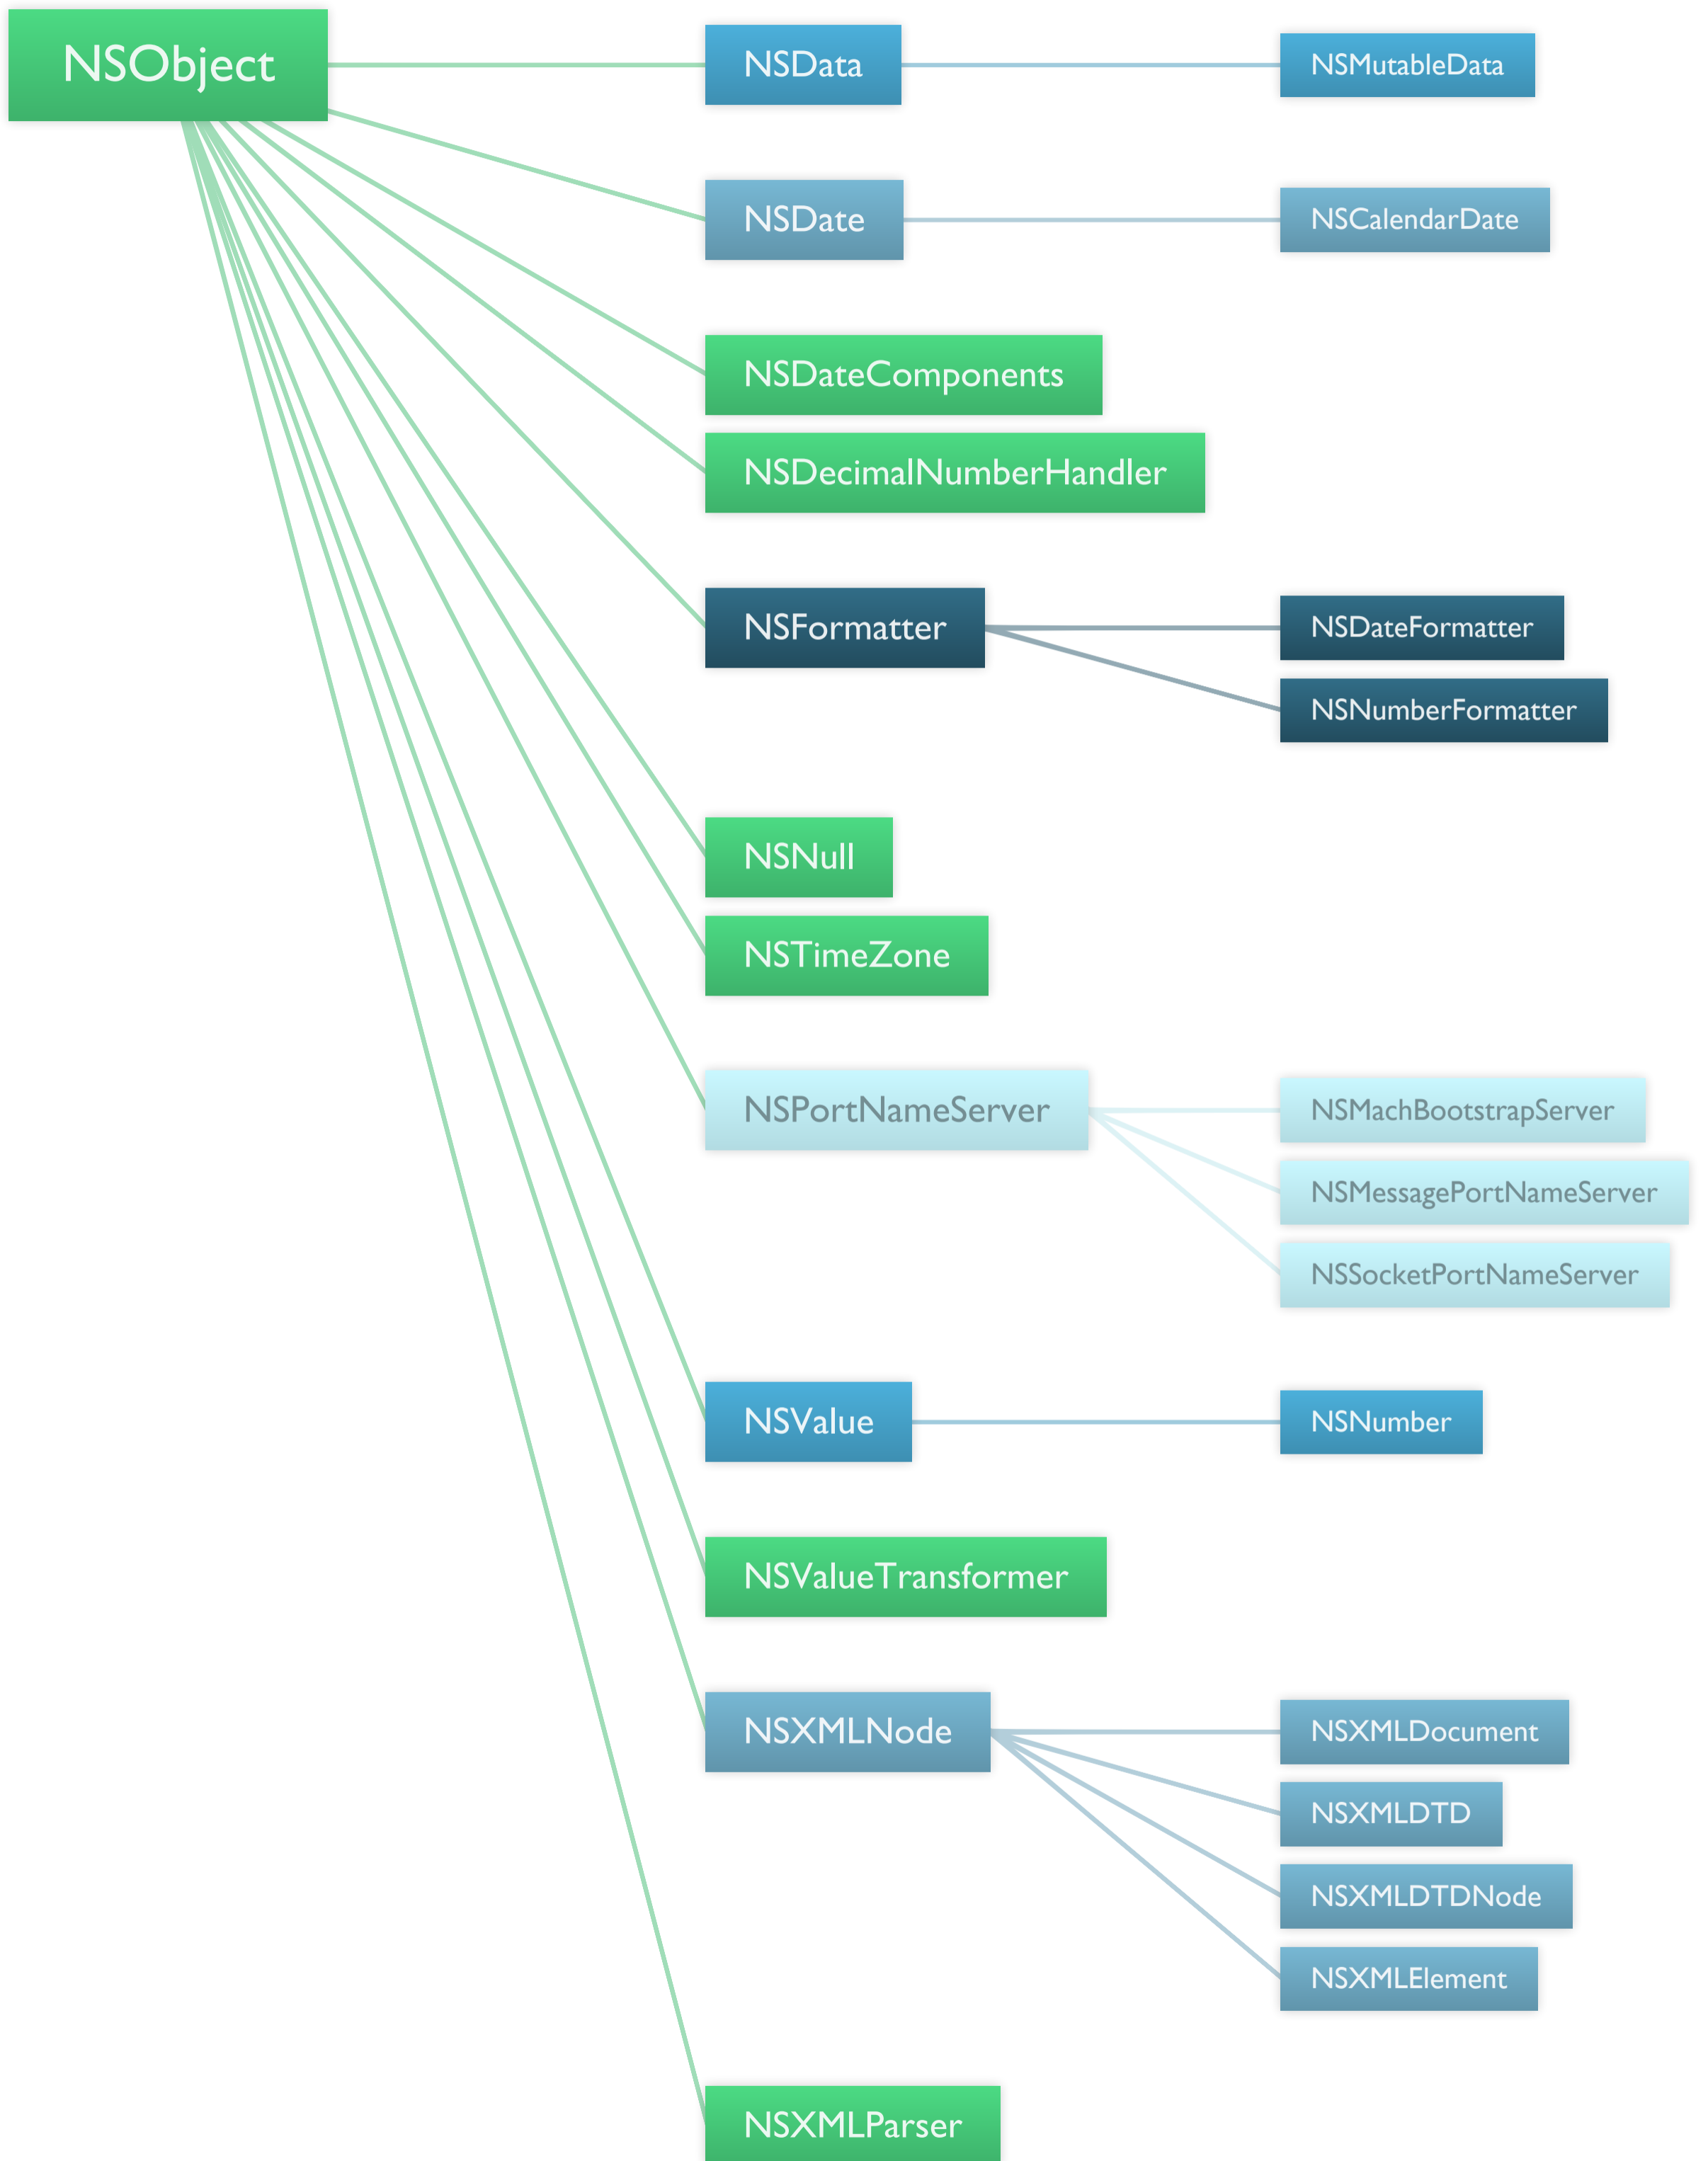 NSObject
NSData
NSMutableData
NSDate
NSCalendarDate
NSDateComponents
NSDecimalNumberHandler
NSFormatter
NSDateFormatter
NSNumberFormatter
NSNull
NSTimeZone
NSPortNameServer
NSMachBootstrapServer
NSMessagePortNameServer
NSSocketPortNameServer
NSValue
NSNumber
NSValueTransformer
NSXMLNode
NSXMLDocument
NSXMLDTD
NSXMLDTDNode
NSXMLElement
NSXMLParser